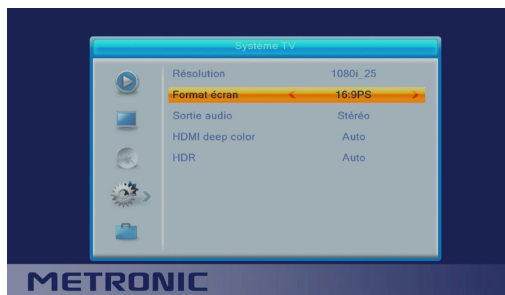 Système TV
Résolution 1080i_25
Format écran 16:9PS
Sortie audio Stéréo
HDMI deep color Auto
HDR Auto
METRONIC